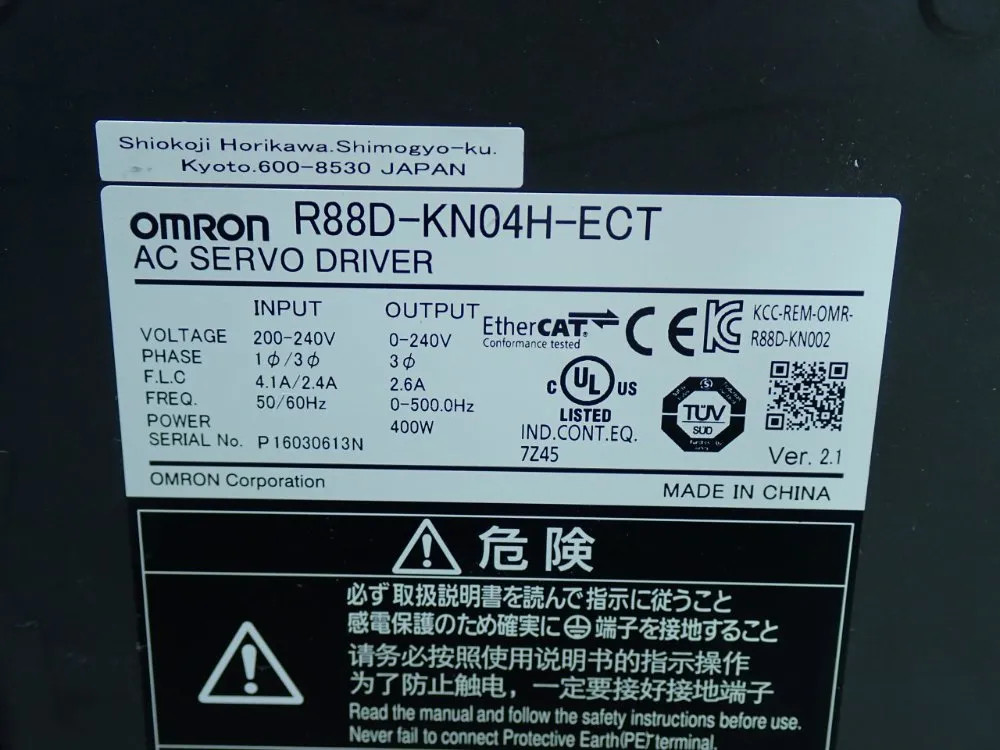 Shiokoji Horikawa.Shimogyo-ku.
Kyoto.600-8530 JAPAN
OMRON R88D-KN04H-ECT
AC SERVO DRIVER
INPUT OUTPUT
VOLTAGE 200-240V 0-240V
PHASE 1ϕ/3ϕ 3ϕ
F.L.C 4.1A/2.4A 2.6A
FREQ. 50/60Hz 0-500.0Hz
POWER 400W
SERIAL No. P16030613N
EtherCAT®
Conformance tested
CE
KCC-REM-OMR-
R88D-KN002
C UL US
LISTED
IND.CONT.EQ.
7Z45
TÜV
SÜD
Ver. 2.1
OMRON Corporation
MADE IN CHINA
危険
必ず取扱説明書を読んで指示に従うこと
感電保護のため確実に⏚端子を接地すること
请务必按照使用说明书的指示操作
为了防止触电，一定要接好接地端子
Read the manual and follow the safety instructions before use.
Never fail to connect Protective Earth(PE) terminal.